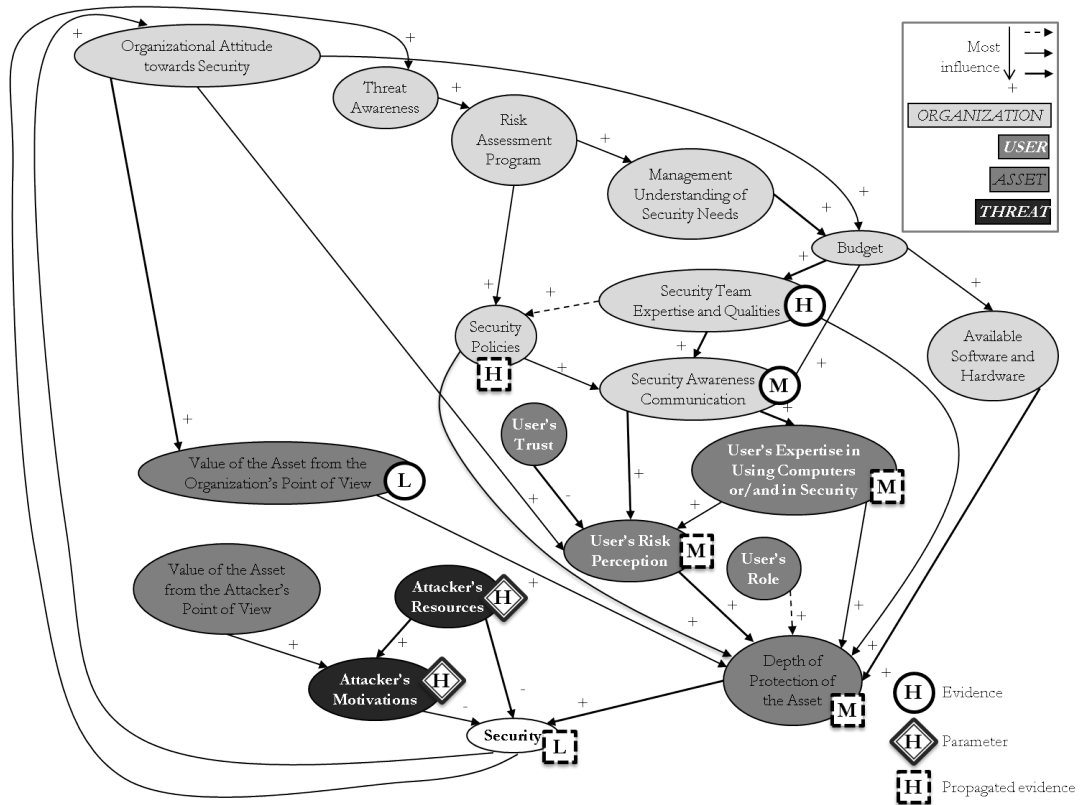 Organizational Attitude
towards Security
+
+
Threat
Awareness
+
Risk
Assessment
Program
+
Management
Understanding of
Security Needs
+
+
Budget
Most
influence
+
ORGANIZATION
USER
ASSET
THREAT
+
+
+
+
Security Team
Expertise and Qualities
H
Security
Policies
H
+
+
+
Available
Software and
Hardware
Security Awareness
Communication
M
+
+
User's
Trust
User's Expertise in
Using Computers
or/and in Security
M
Value of the Asset from the
Organization's Point of View
L
+
+
-
+
User's Risk
Perception
M
User's
Role
Value of the Asset
from the Attacker's
Point of View
Attacker's
Resources
H
+
+
+
+
+
+
+
+
+
Attacker's
Motivations
H
-
-
+
Depth of
Protection of
the Asset
M
Security
L
H
Evidence
H
Parameter
H
Propagated evidence